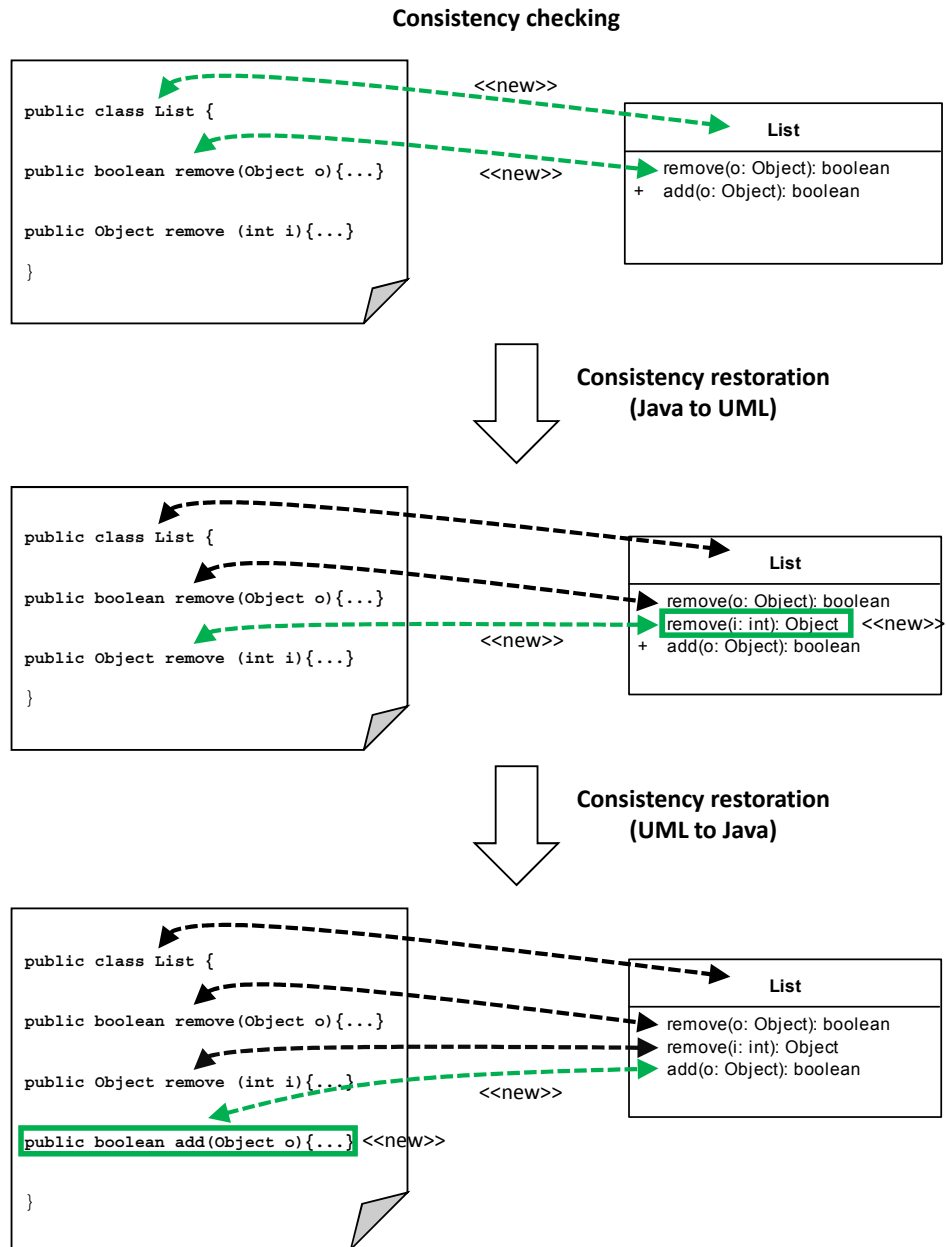 Consistency checking
<<new>>
public class List {
List
public boolean remove(Object o){...}
<<new>>
remove(o: Object): boolean
+ add(o: Object): boolean
public Object remove (int i){...}
}
Consistency restoration
(Java to UML)
public class List {
List
public boolean remove(Object o){...}
remove(o: Object): boolean
remove(i: int): Object <<new>>
<<new>>
+ add(o: Object): boolean
public Object remove (int i){...}
}
Consistency restoration
(UML to Java)
public class List {
List
public boolean remove(Object o){...}
remove(o: Object): boolean
remove(i: int): Object
add(o: Object): boolean
public Object remove (int i){...}
<<new>>
public boolean add(Object o){...} <<new>>
}